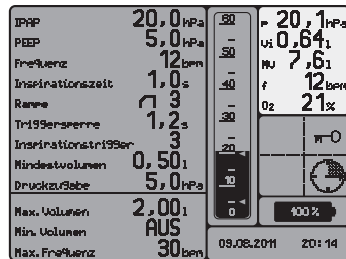 IPAP 20,0 hPa
PEEP 5,0 hPa
Frequenz 12 bpm
Inspirationszeit 1,0 s
Rampe 3
Triggersperre 1,2 s
Inspirationstrigger 3
Mindestvolumen 0,50 l
Druckzugabe 5,0 hPa
Max. Volumen 2,00 l
Min. Volumen AUS
Max. Frequenz 30 bpm
60
50
40
30
20
10
0
P 20,1 hPa
Vi 0,64 l
MV 7,6 l
f 12 bpm
O2 21%
100 %
09.08.2011 20:14